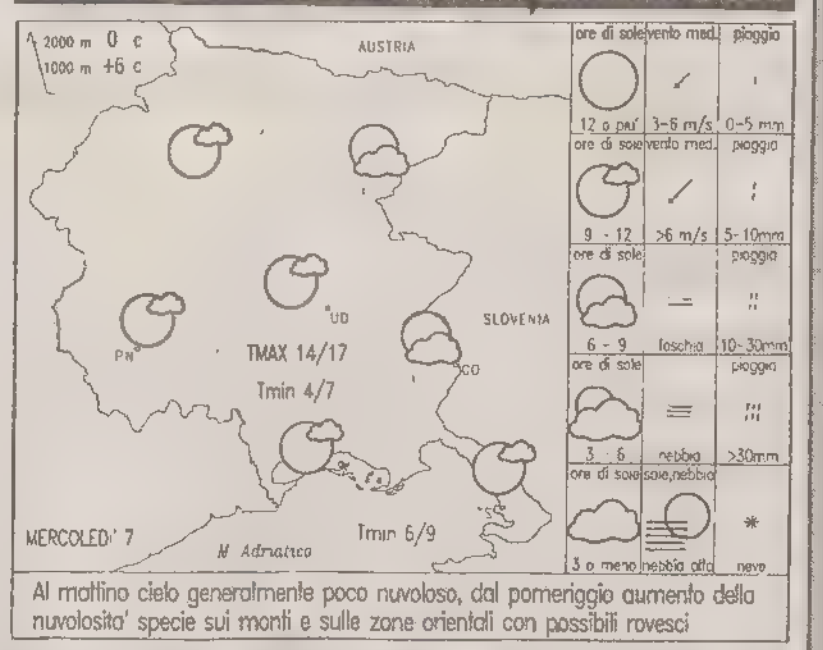 2000 m 0 c
1000 m +6 c
AUSTRIA
UD
SLOVENIA
PN
TMAX 14/17
GO
Tmin 4/7
MERCOLEDI' 7
M Adriatico
Tmin 6/9
ore di sole vento med. pioggia
12 o piu' 3-6 m/s 0-5 mm
ore di sole vento med. pioggia
9 - 12 >6 m/s 5-10mm
ore di sole pioggia
6 - 9 foschia 10-30mm
ore di sole pioggia
3 - 6 nebbia >30mm
ore di sole sole,nebbia
3 o meno nebbia alta neve
Al mattino cielo generalmente poco nuvoloso, dal pomeriggio aumento della
nuvolosita' specie sui monti e sulle zone orientali con possibili rovesci